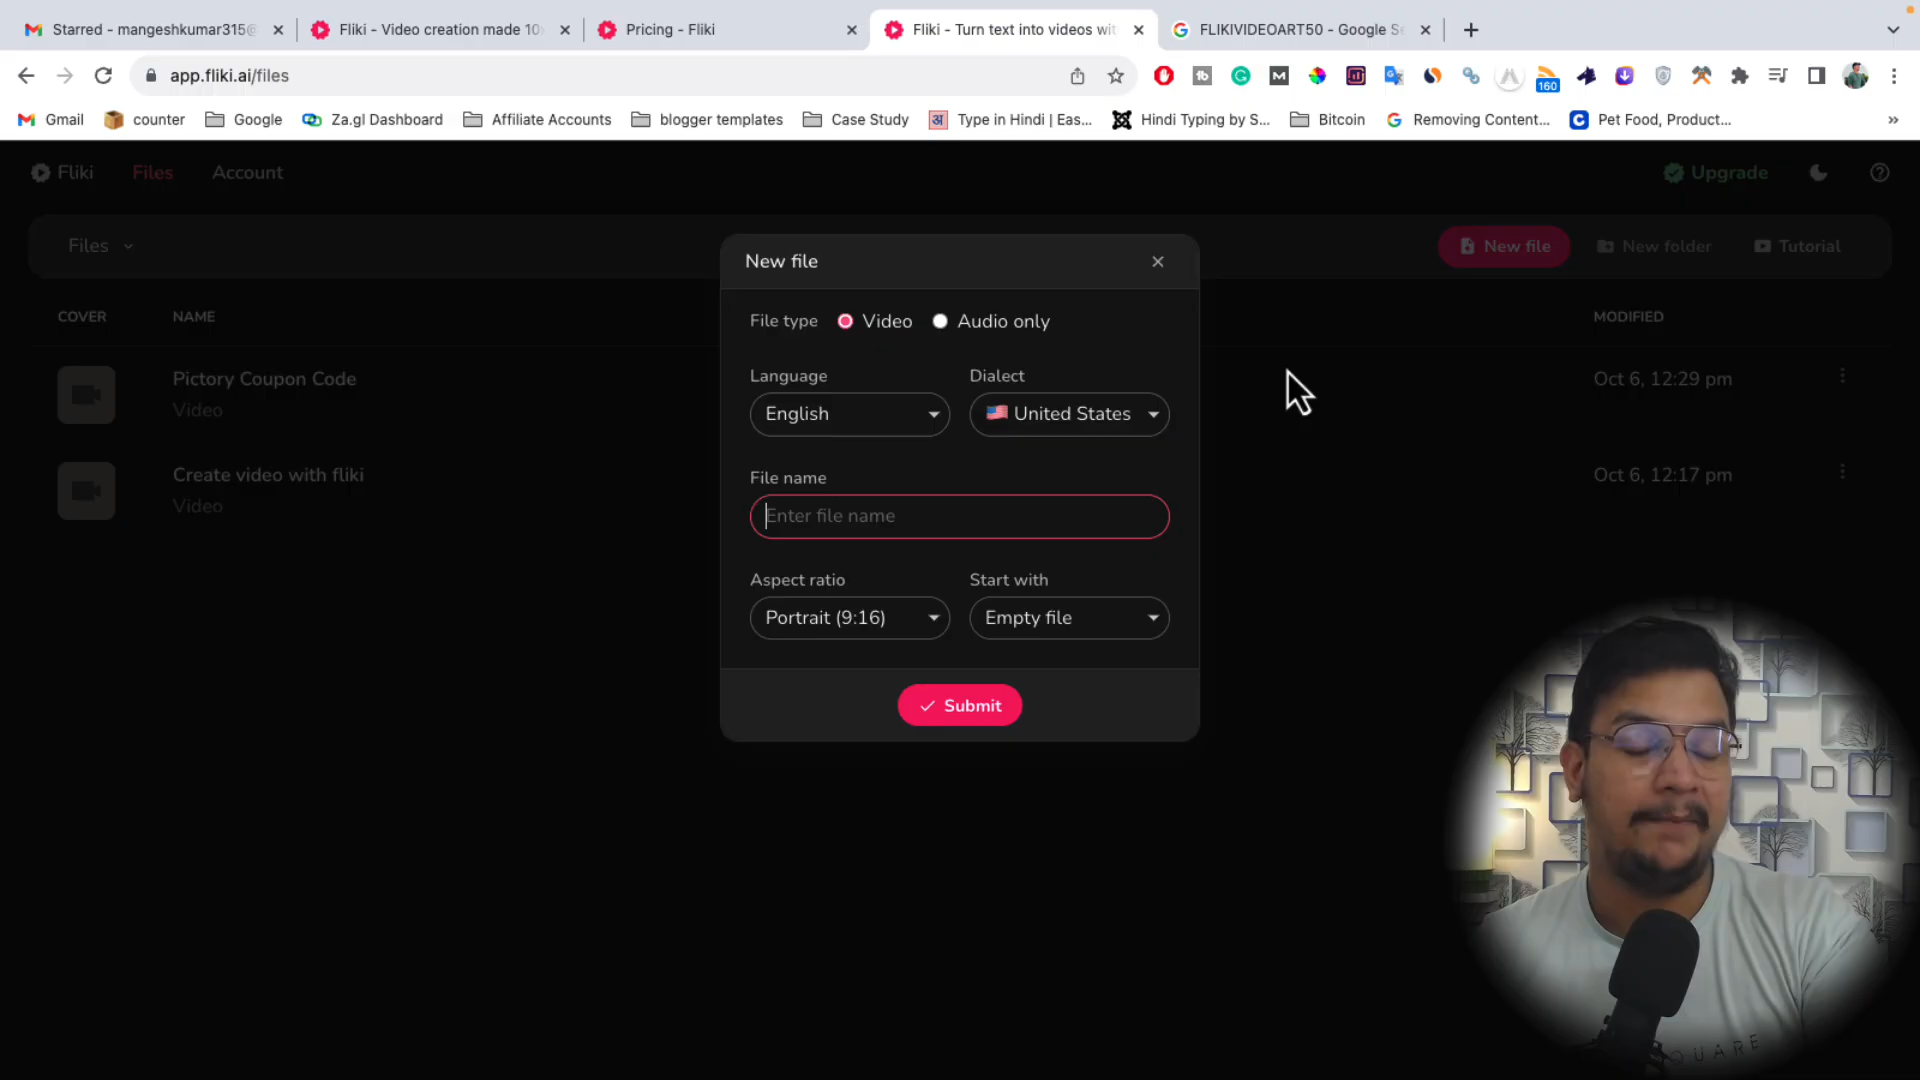 Starred - mangeshkumar315@
Fliki - Video creation made 10
Pricing - Fliki
Fliki - Turn text into videos wit
FLIKIVIDEOART50 - Google Se
app.fliki.ai/files
160
Gmail
counter
Google
Za.gl Dashboard
Affiliate Accounts
blogger templates
Case Study
अ
Type in Hindi | Eas...
Hindi Typing by S...
Bitcoin
Removing Content...
Pet Food, Product...
Fliki
Files
Account
Upgrade
Files
New file
New folder
Tutorial
COVER
NAME
MODIFIED
Pictory Coupon Code
Video
Oct 6, 12:29 pm
Create video with fliki
Video
Oct 6, 12:17 pm
New file
File type
Video
Audio only
Language
Dialect
English
United States
File name
Enter file name
Aspect ratio
Start with
Portrait (9:16)
Empty file
Submit
QUARE